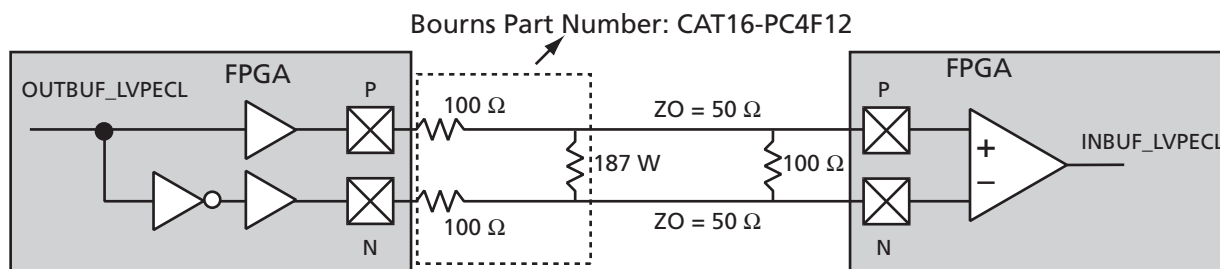 Bourns Part Number: CAT16-PC4F12
FPGA
FPGA
OUTBUF_LVPECL
P
100 Ω
ZO = 50 Ω
P
187 W
100 Ω
+
–
INBUF_LVPECL
N
100 Ω
ZO = 50 Ω
N